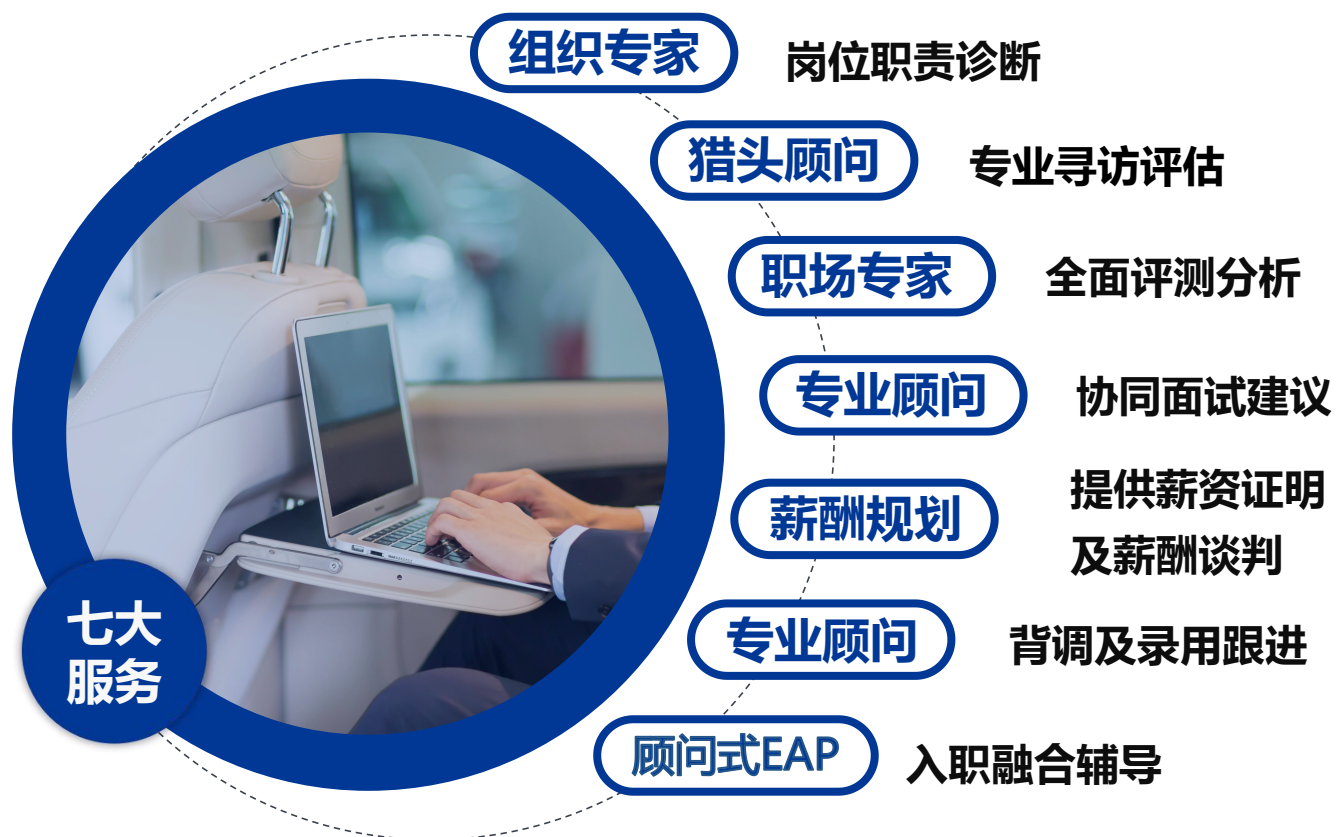 组织专家
岗位职责诊断
猎头顾问
专业寻访评估
职场专家
全面评测分析
专业顾问
协同面试建议
薪酬规划
提供薪资证明
及薪酬谈判
专业顾问
背调及录用跟进
顾问式EAP
入职融合辅导
七大
服务